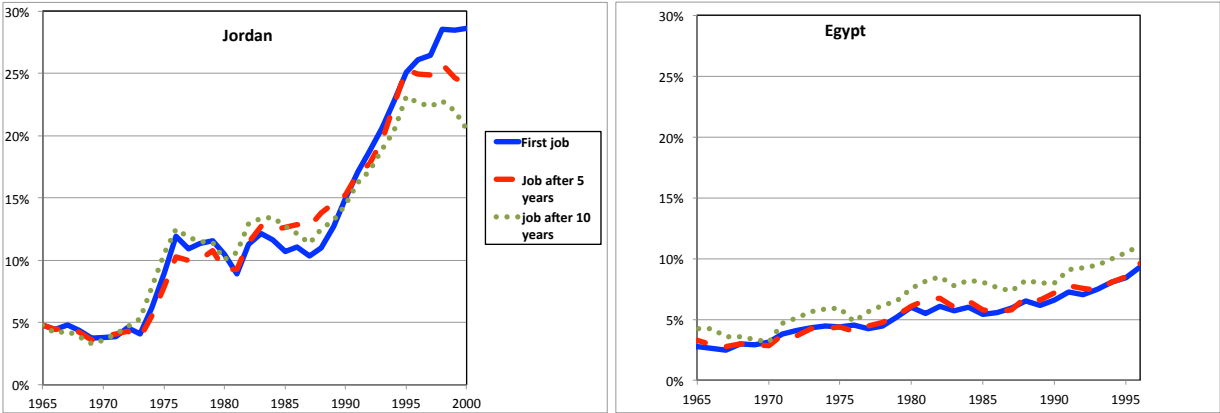 Jordan
30%
25%
20%
15%
10%
5%
0%
1965 1970 1975 1980 1985 1990 1995 2000
First job
Job after 5
years
job after 10
years
Egypt
30%
25%
20%
15%
10%
5%
0%
1965 1970 1975 1980 1985 1990 1995